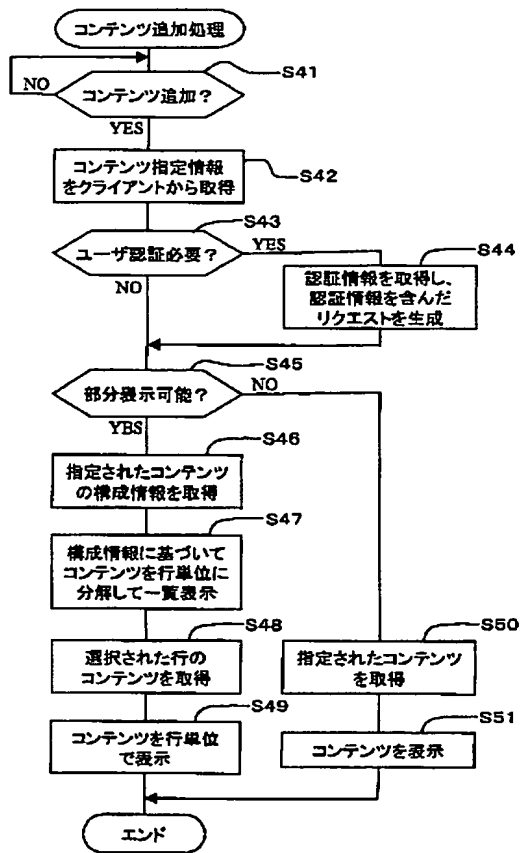 コンテンツ追加処理
S41
NO
コンテンツ追加？
YES
コンテンツ指定情報
をクライアントから取得
S42
S43
ユーザ認証必要？
YES
S44
NO
認証情報を取得し、
認証情報を含んだ
リクエストを生成
S45
部分表示可能？
NO
YES
S46
指定されたコンテンツ
の構成情報を取得
S47
構成情報に基づいて
コンテンツを行単位に
分解して一覧表示
S48
選択された行の
コンテンツを取得
S50
指定されたコンテンツ
を取得
S49
コンテンツを行単位
で表示
S51
コンテンツを表示
エンド